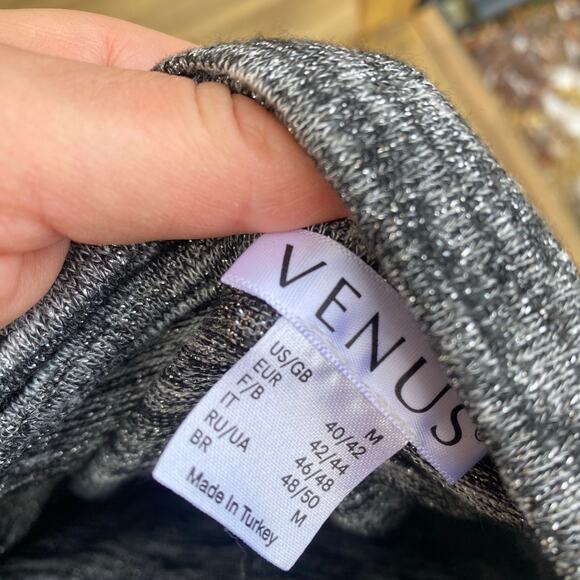 VENUS
US/GB M
EUR 40/42
F/B 42/44
IT 46/48
RU/UA 48/50
BR M
Made In Turkey